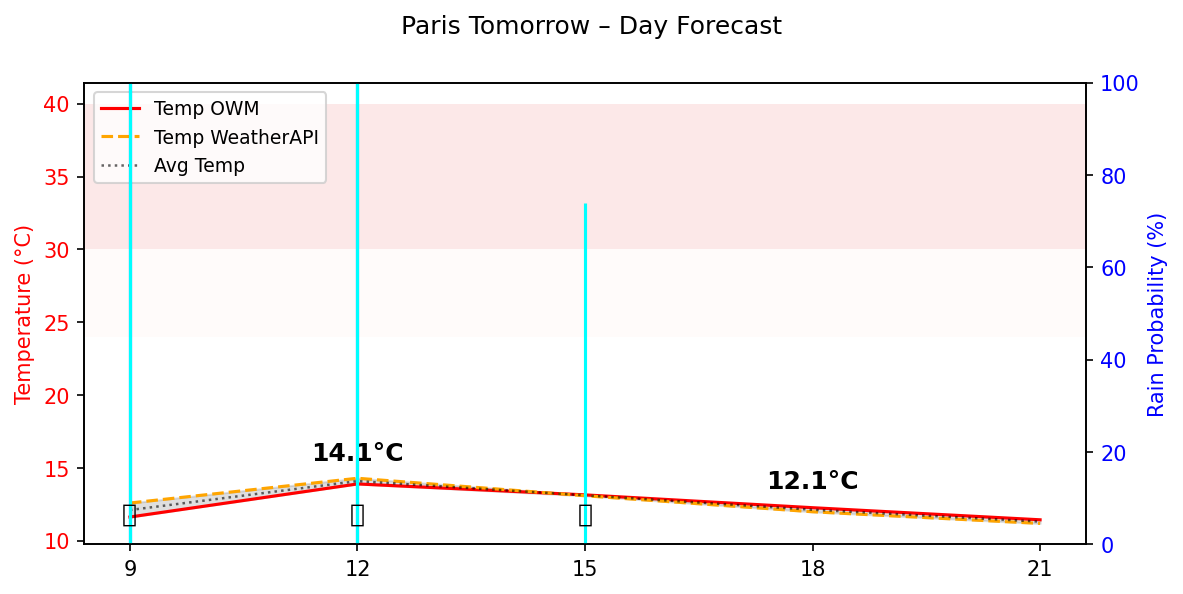 Paris Tomorrow – Day Forecast
Temp OWM
Temp WeatherAPI
Avg Temp
Temperature (°C)
40
35
30
25
20
15
10
Rain Probability (%)
100
80
60
40
20
0
14.1°C
12.1°C
9
12
15
18
21